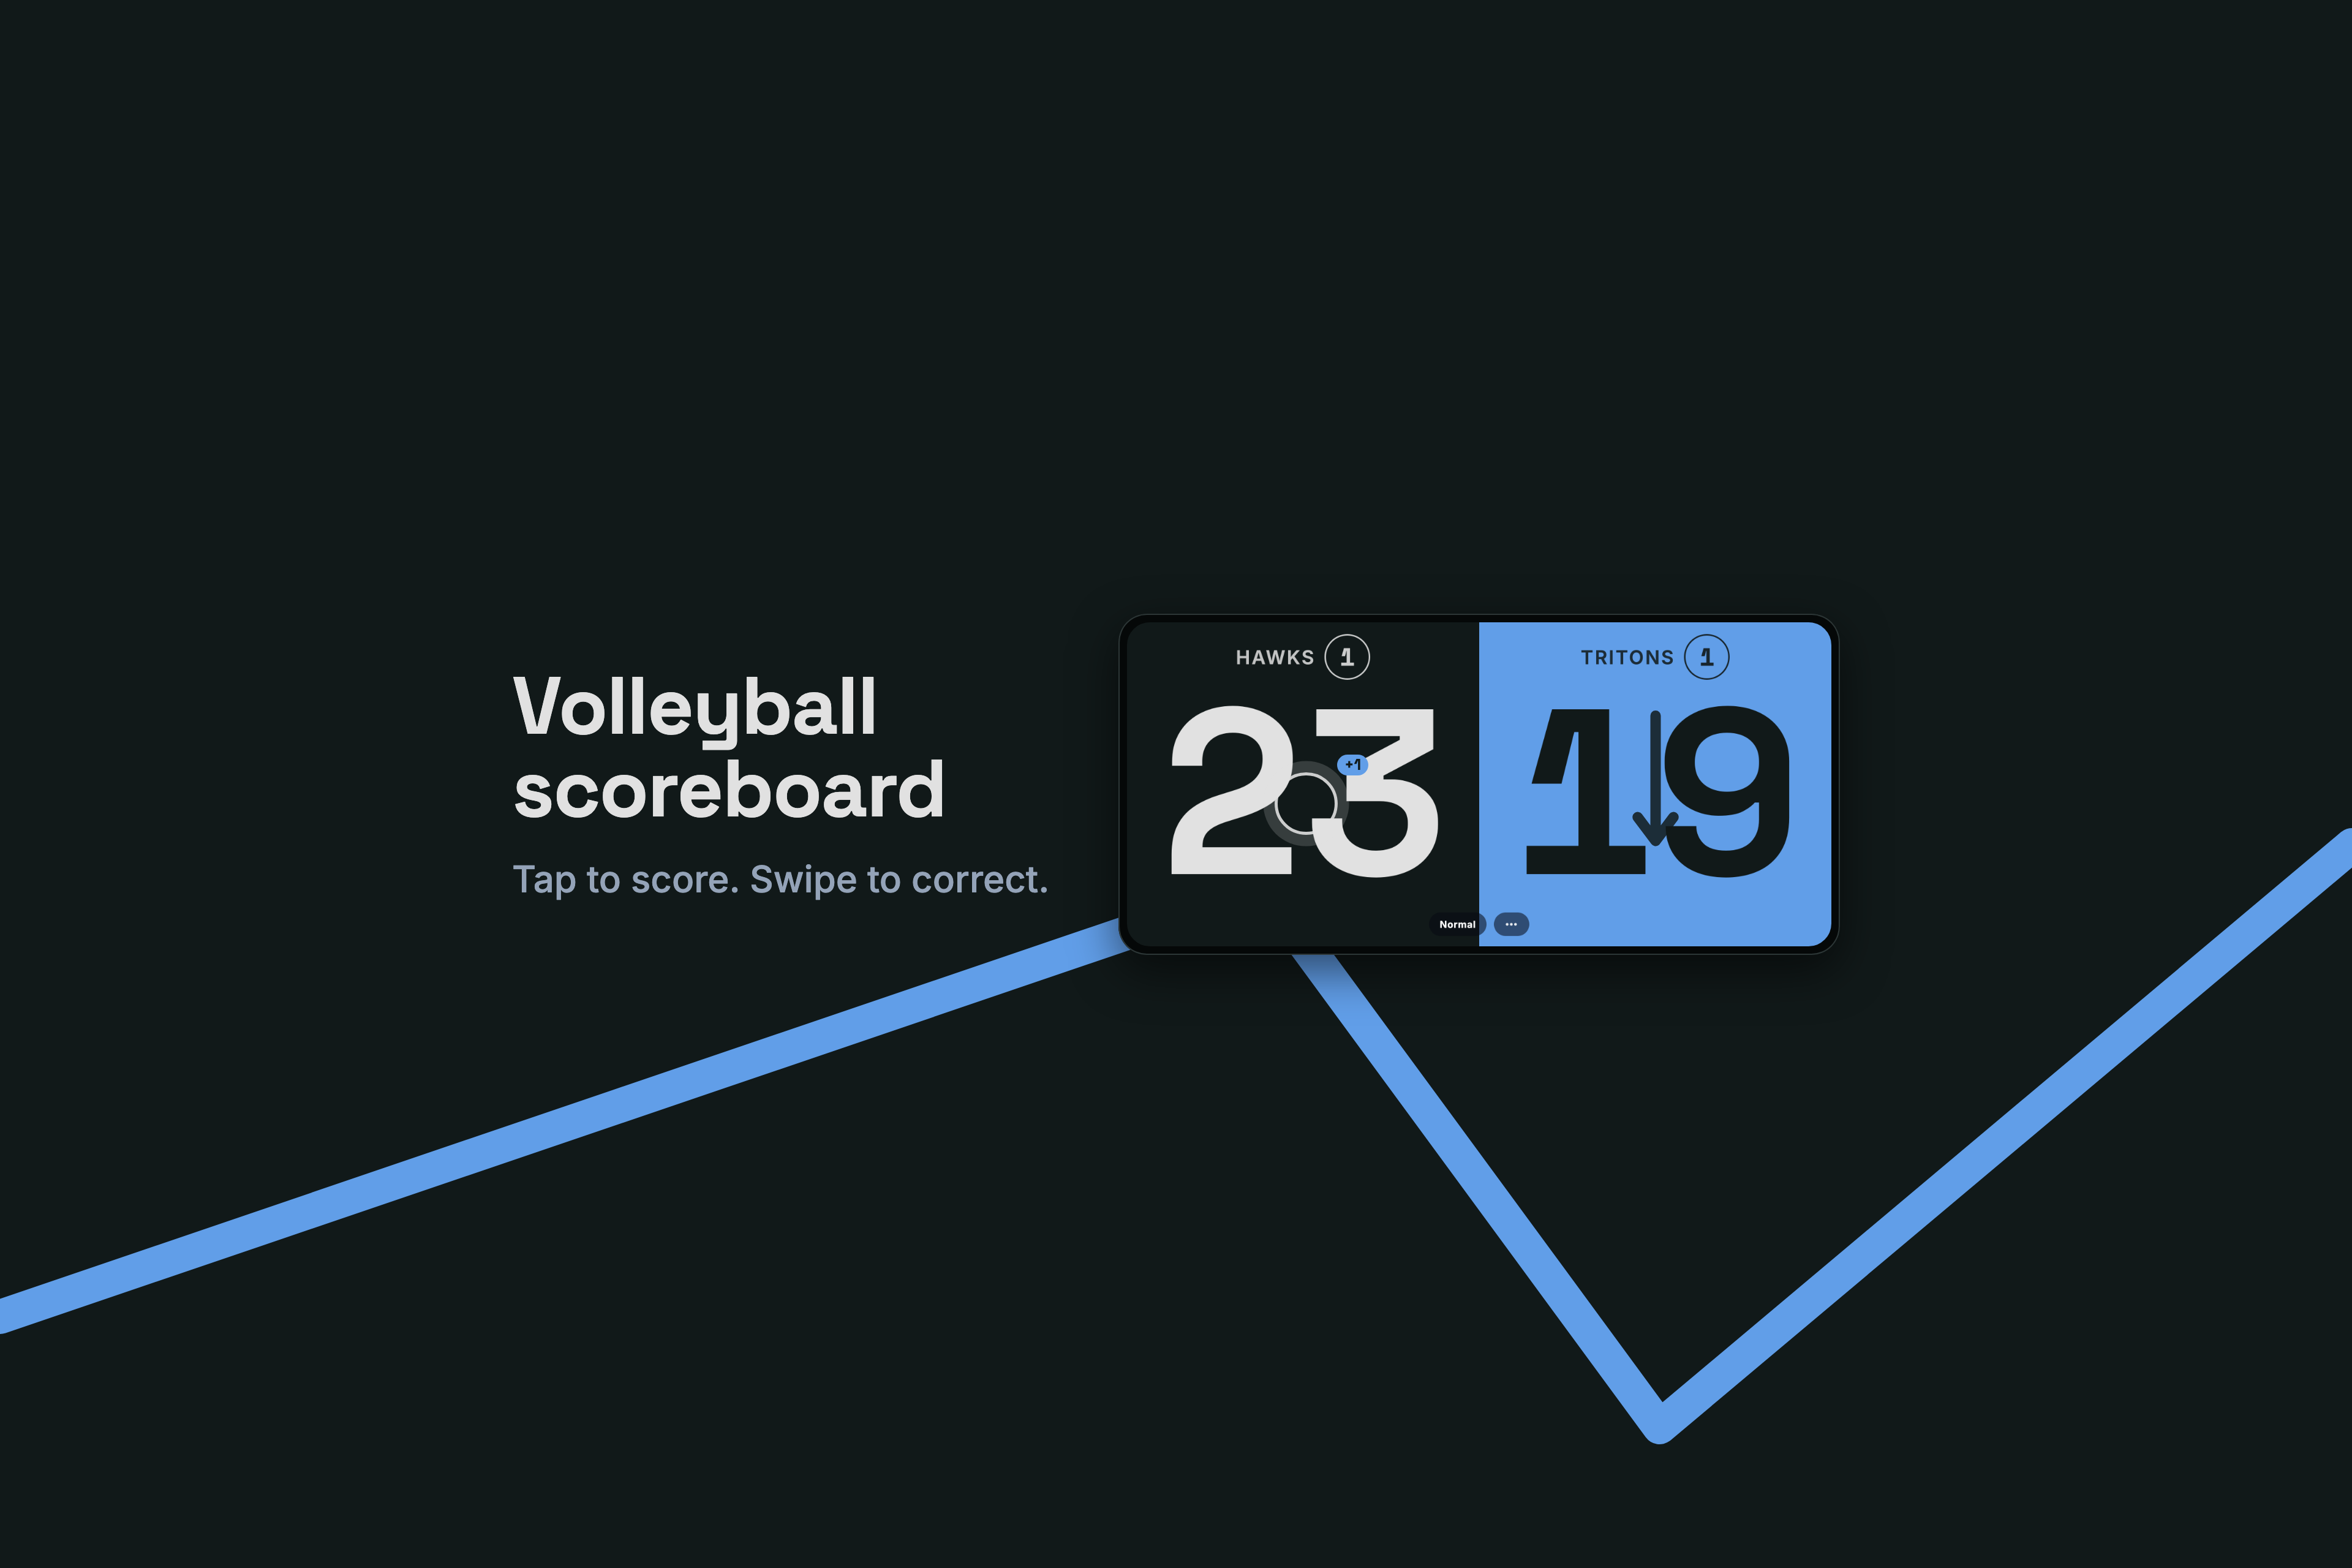 Volleyball
scoreboard
Tap to score. Swipe to correct.
HAWKS 1
TRITONS 1
23
+1
19
Normal
•••